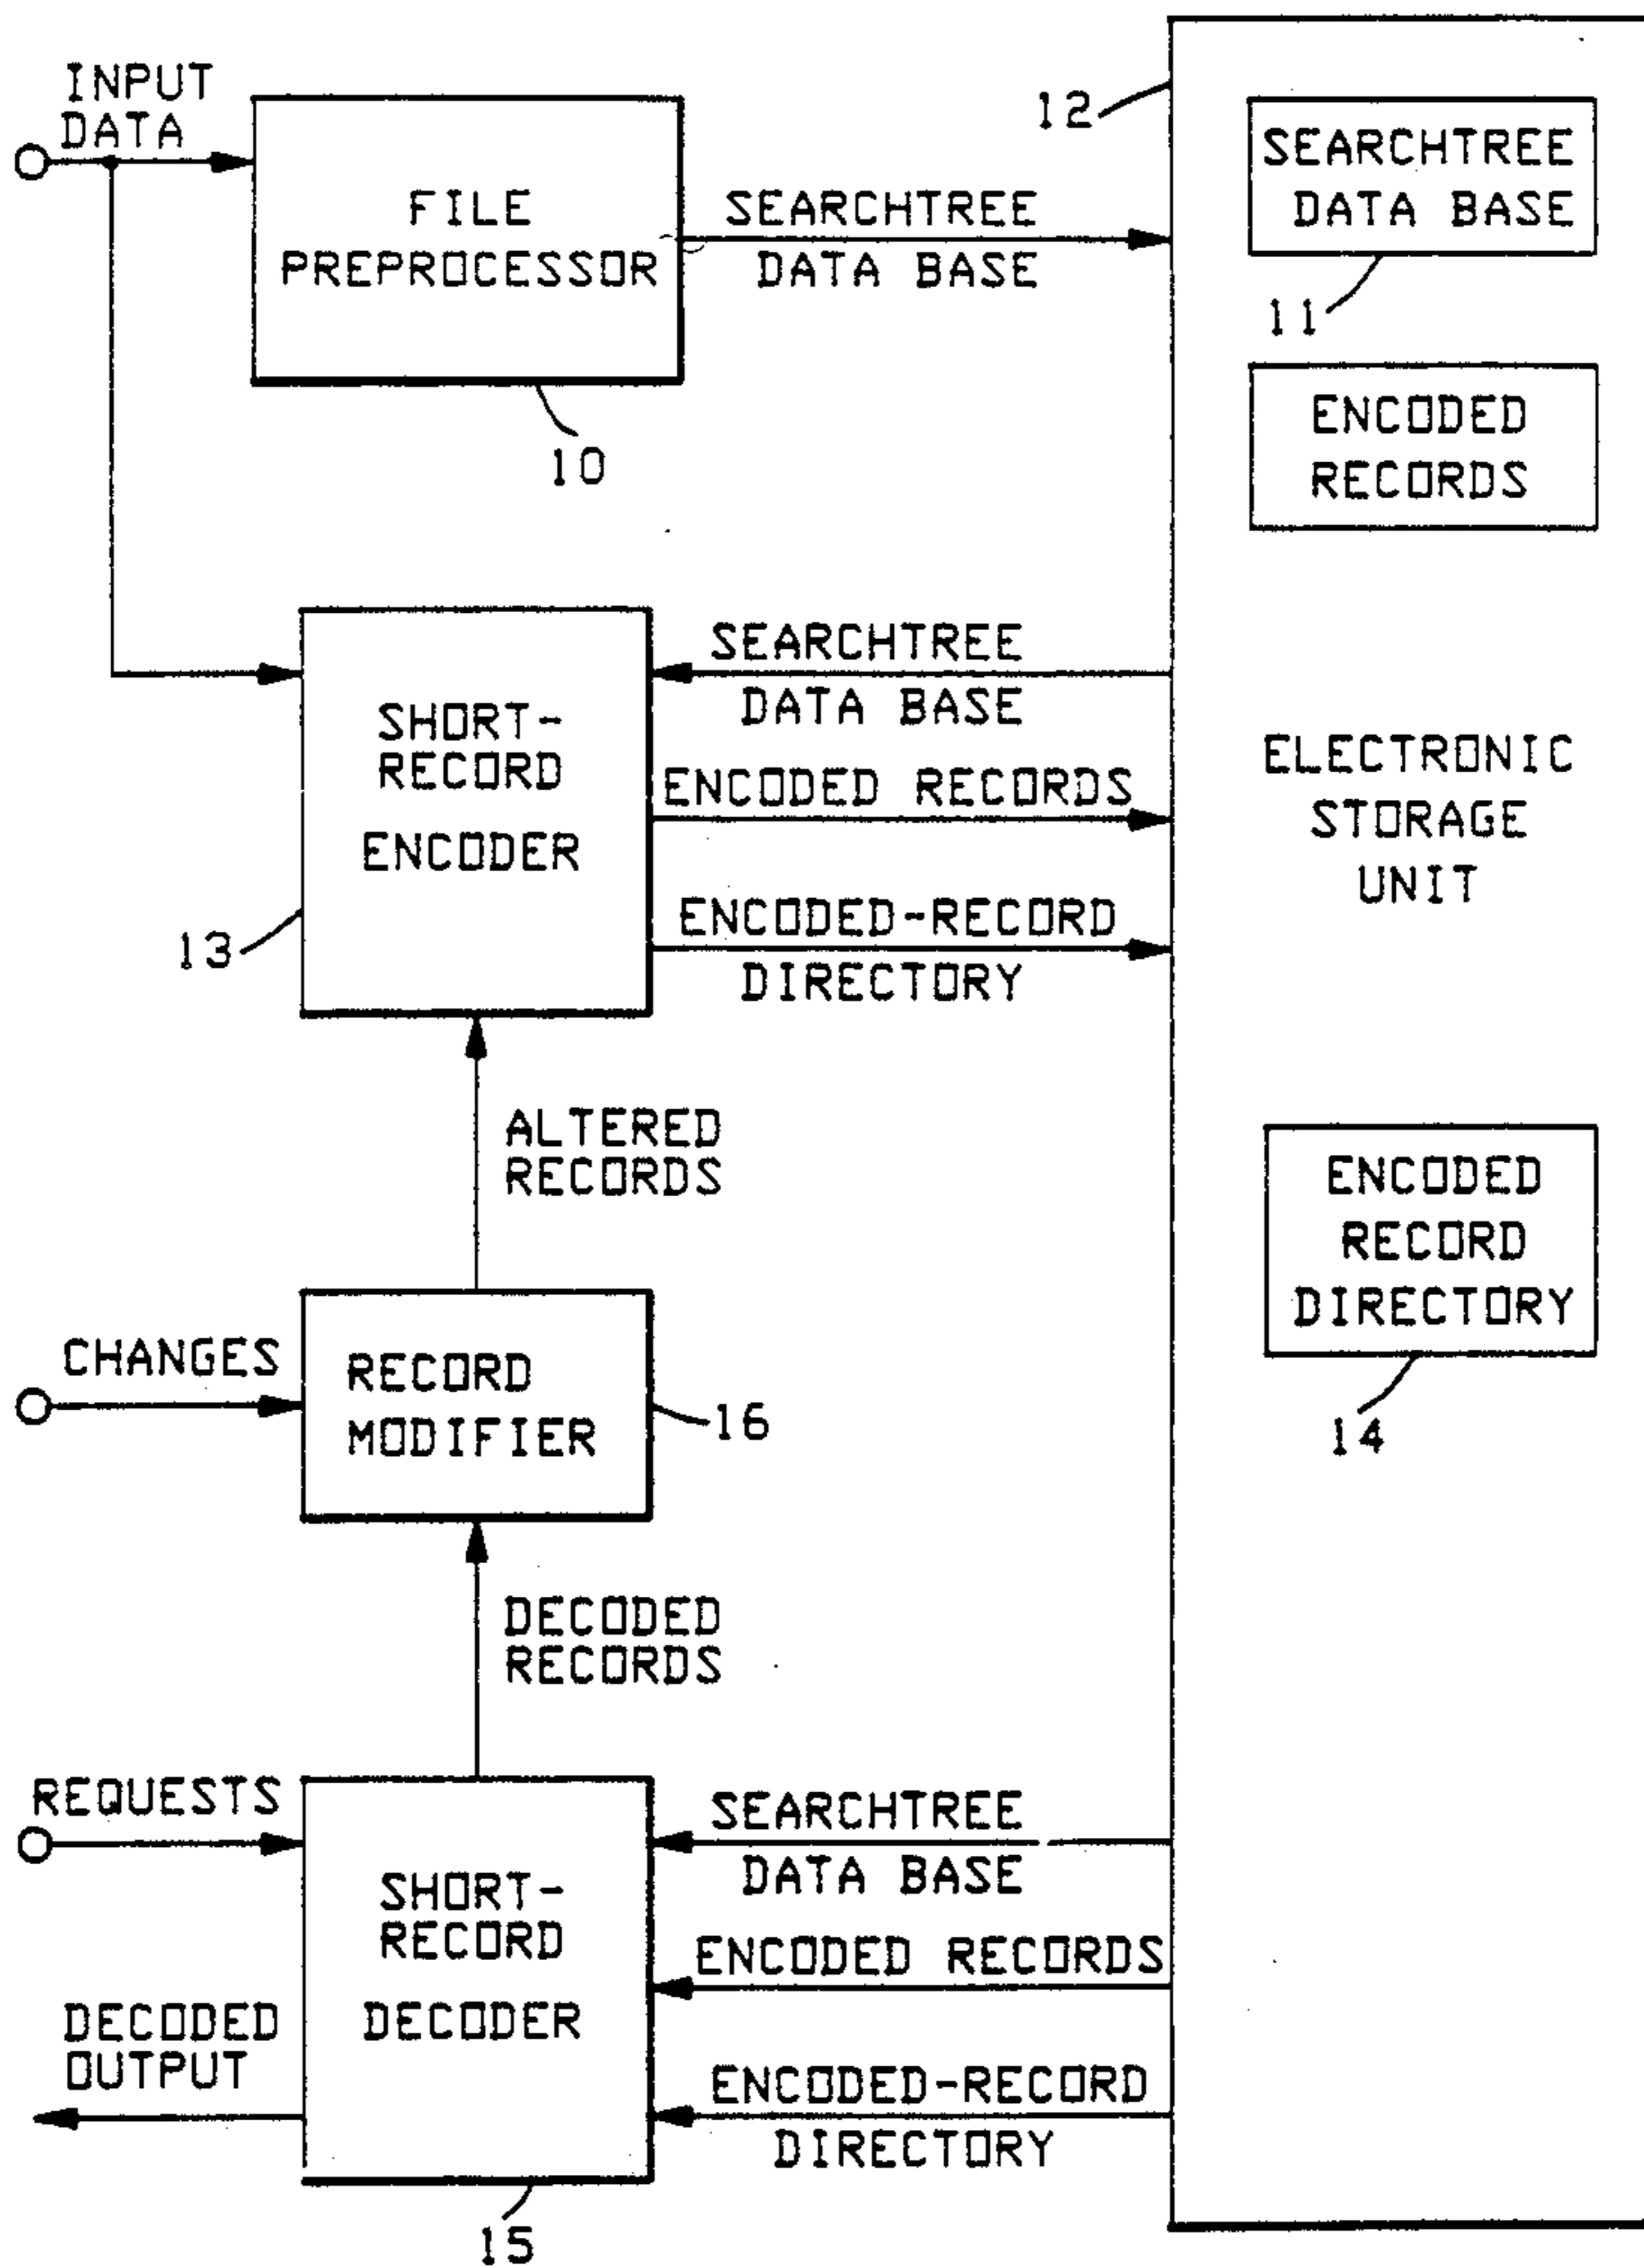 INPUT
DATA
FILE
PREPROCESSOR
10
SEARCHTREE
DATA BASE
12
SEARCHTREE
DATA BASE
11
ENCODED
RECORDS
SHORT-
RECORD
ENCODER
13
SEARCHTREE
DATA BASE
ENCODED RECORDS
ENCODED-RECORD
DIRECTORY
ELECTRONIC
STORAGE
UNIT
ALTERED
RECORDS
ENCODED
RECORD
DIRECTORY
14
CHANGES
RECORD
MODIFIER
16
DECODED
RECORDS
REQUESTS
SHORT-
RECORD
DECODER
15
SEARCHTREE
DATA BASE
ENCODED RECORDS
ENCODED-RECORD
DIRECTORY
DECODED
OUTPUT